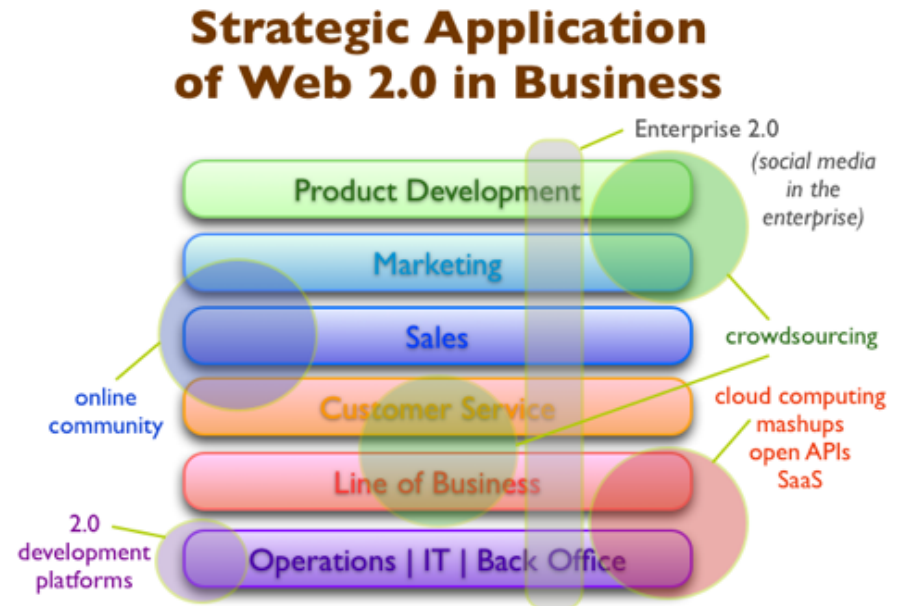 Strategic Application
of Web 2.0 in Business
Enterprise 2.0
(social media
in the
enterprise)
Product Development
Marketing
Sales
crowdsourcing
online
community
Customer Service
cloud computing
mashups
open APIs
SaaS
Line of Business
2.0
development
platforms
Operations | IT | Back Office